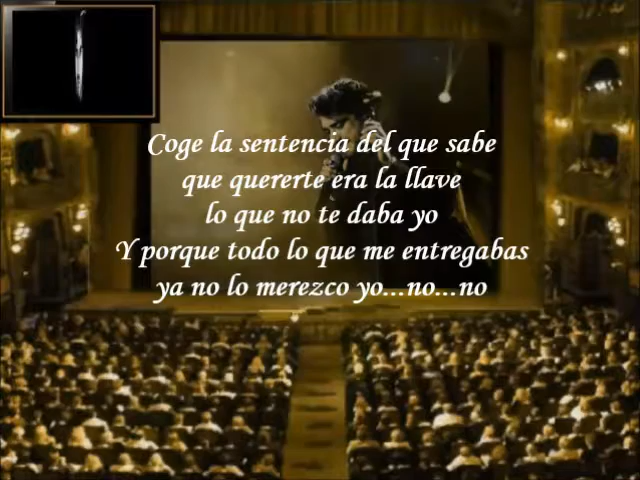 Coge la sentencia del que sabe
que quererte era la llave
lo que no te daba yo
Y porque todo lo que me entregabas
ya no lo merezco yo...no...no